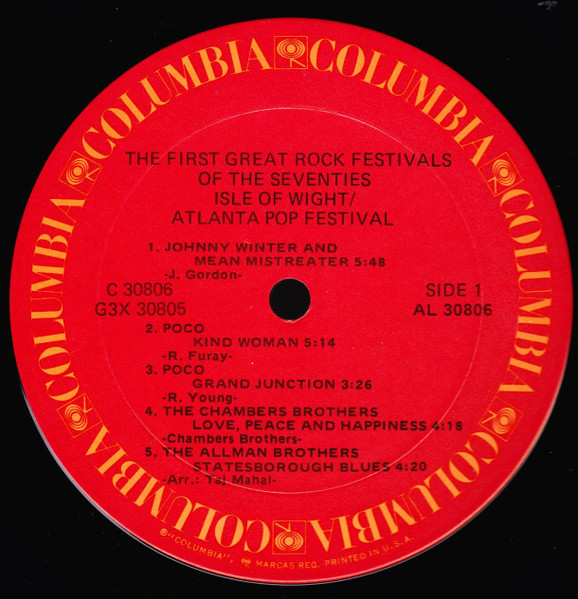 COLUMBIA COLUMBIA COLUMBIA COLUMBIA COLUMBIA COLUMBIA
THE FIRST GREAT ROCK FESTIVALS
OF THE SEVENTIES
ISLE OF WIGHT/
ATLANTA POP FESTIVAL
1. JOHNNY WINTER AND
MEAN MISTREATER 5:48
-J. Gordon-
C 30806 SIDE 1
G3X 30805 AL 30806
2. POCO
KIND WOMAN 5:14
-R. Furay-
3. POCO
GRAND JUNCTION 3:26
-R. Young-
4. THE CHAMBERS BROTHERS
LOVE, PEACE AND HAPPINESS 4:18
-Chambers Brothers-
5. THE ALLMAN BROTHERS
STATESBOROUGH BLUES 4:20
-Arr.: Taj Mahal-
®"COLUMBIA", MARCAS REG. PRINTED IN U.S.A.